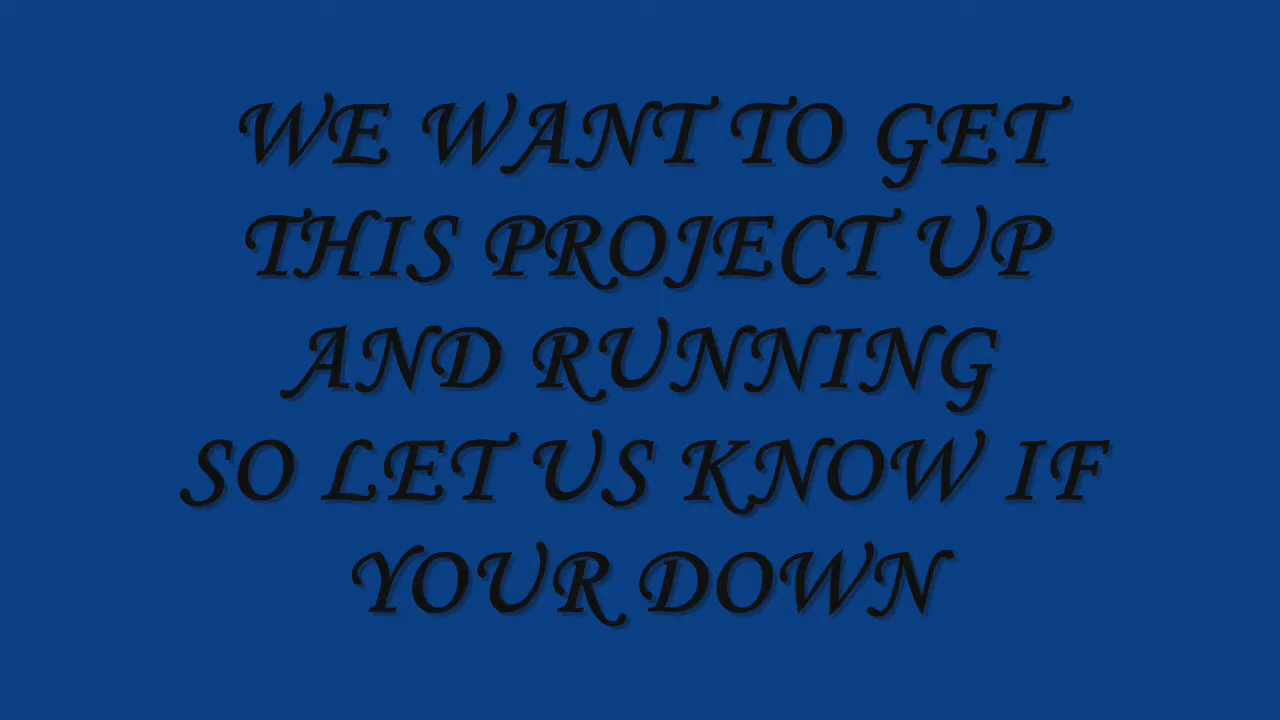 WE WANT TO GET
THIS PROJECT UP
AND RUNNING
SO LET US KNOW IF
YOUR DOWN